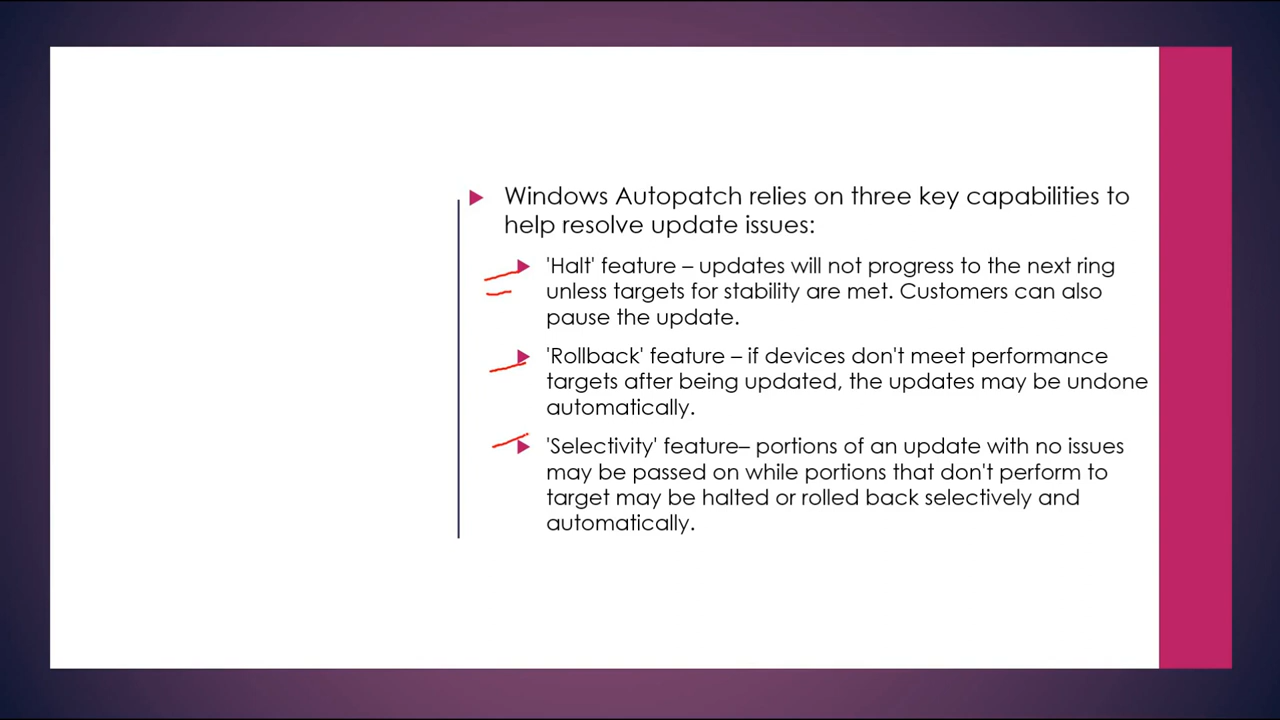 Windows Autopatch relies on three key capabilities to
help resolve update issues:
'Halt' feature – updates will not progress to the next ring
unless targets for stability are met. Customers can also
pause the update.
'Rollback' feature – if devices don't meet performance
targets after being updated, the updates may be undone
automatically.
'Selectivity' feature– portions of an update with no issues
may be passed on while portions that don't perform to
target may be halted or rolled back selectively and
automatically.